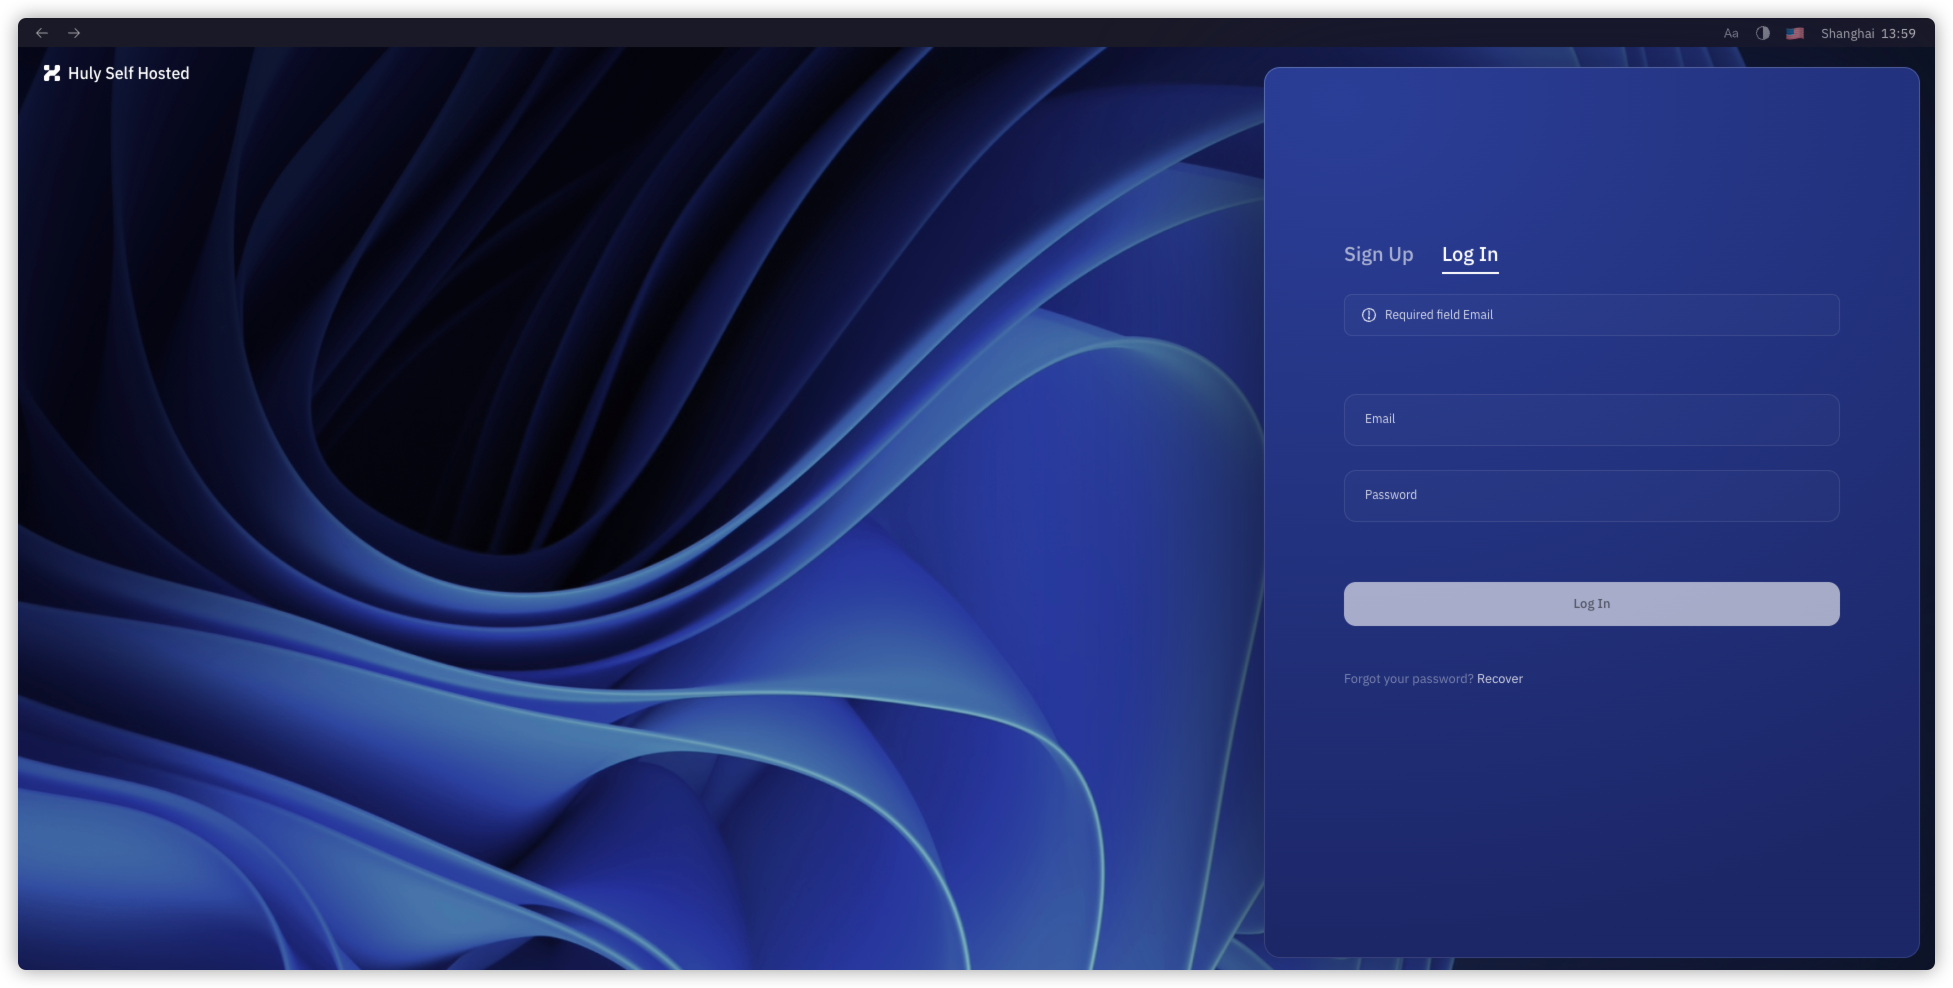 Aa Shanghai 13:59
Huly Self Hosted
Sign Up Log In
Required field Email
Email
Password
Log In
Forgot your password? Recover